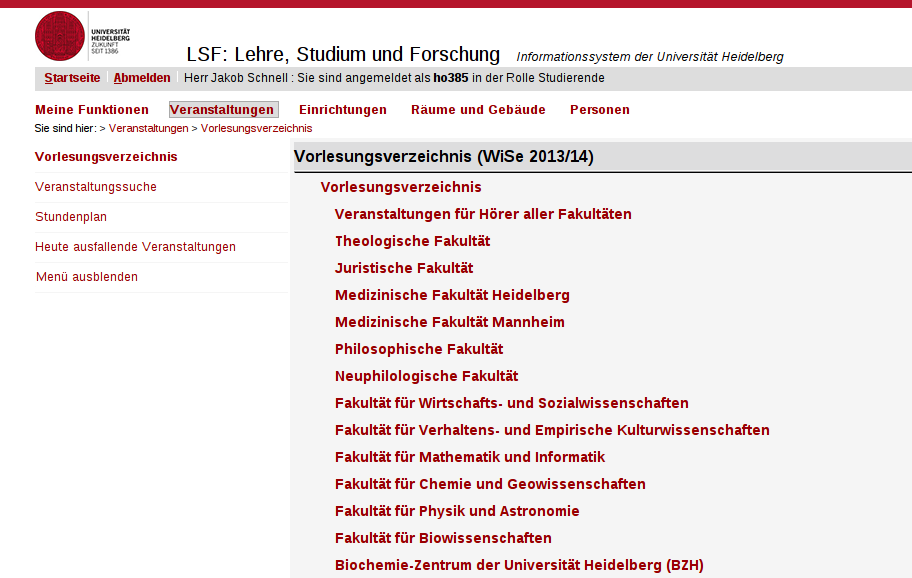 UNIVERSITÄT
HEIDELBERG
ZUKUNFT
SEIT 1386
LSF: Lehre, Studium und Forschung Informationssystem der Universität Heidelberg
Startseite Abmelden Herr Jakob Schnell : Sie sind angemeldet als ho385 in der Rolle Studierende
Meine Funktionen Veranstaltungen Einrichtungen Räume und Gebäude Personen
Sie sind hier: > Veranstaltungen > Vorlesungsverzeichnis
Vorlesungsverzeichnis
Veranstaltungssuche
Stundenplan
Heute ausfallende Veranstaltungen
Menü ausblenden
Vorlesungsverzeichnis (WiSe 2013/14)
Vorlesungsverzeichnis
Veranstaltungen für Hörer aller Fakultäten
Theologische Fakultät
Juristische Fakultät
Medizinische Fakultät Heidelberg
Medizinische Fakultät Mannheim
Philosophische Fakultät
Neuphilologische Fakultät
Fakultät für Wirtschafts- und Sozialwissenschaften
Fakultät für Verhaltens- und Empirische Kulturwissenschaften
Fakultät für Mathematik und Informatik
Fakultät für Chemie und Geowissenschaften
Fakultät für Physik und Astronomie
Fakultät für Biowissenschaften
Biochemie-Zentrum der Universität Heidelberg (BZH)